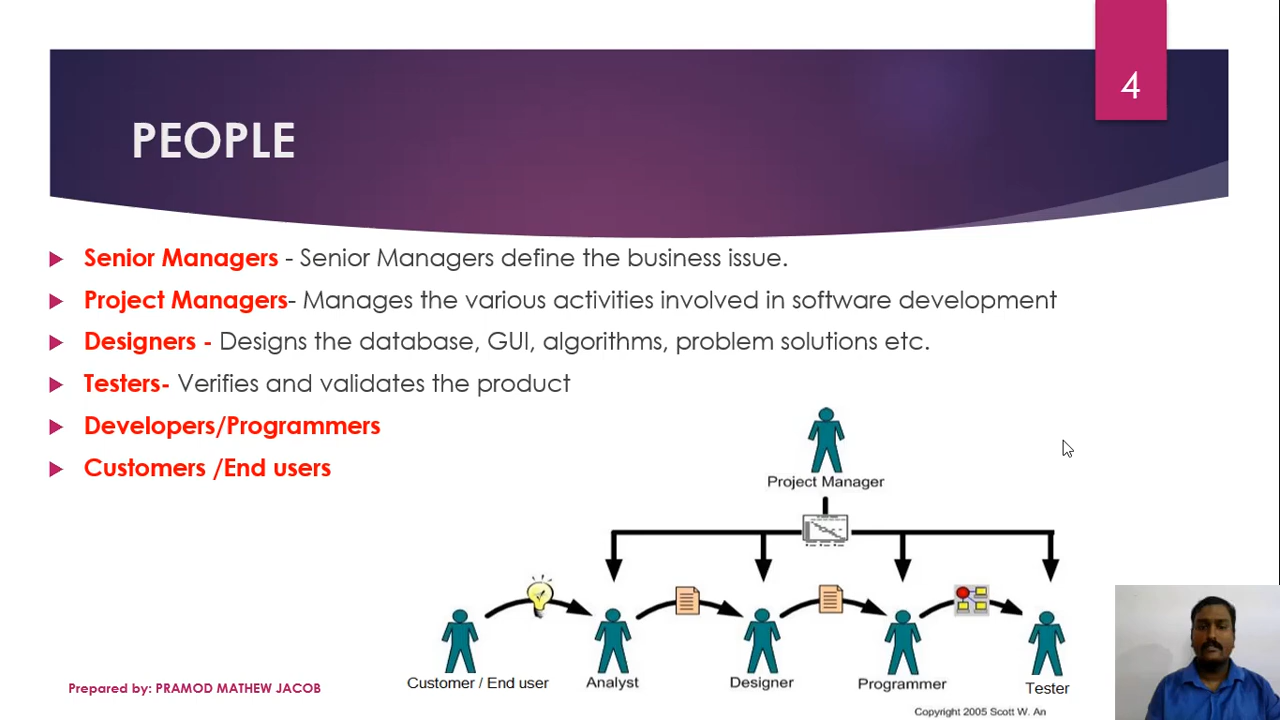 4
PEOPLE
Senior Managers - Senior Managers define the business issue.
Project Managers- Manages the various activities involved in software development
Designers - Designs the database, GUI, algorithms, problem solutions etc.
Testers- Verifies and validates the product
Developers/Programmers
Customers /End users
Project Manager
Customer / End user
Analyst
Designer
Programmer
Tester
Prepared by: PRAMOD MATHEW JACOB
Copyright 2005 Scott W. An